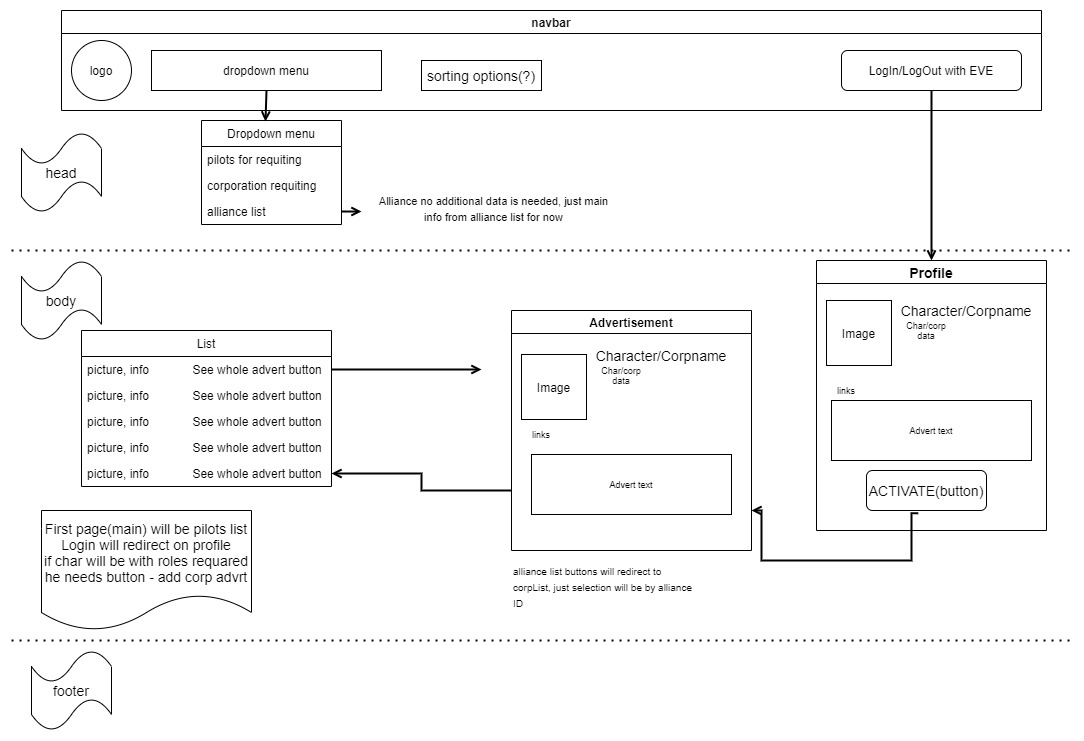 navbar
logo
dropdown menu
sorting options(?)
LogIn/LogOut with EVE
Dropdown menu
pilots for requiting
corporation requiting
alliance list
Alliance no additional data is needed, just main
info from alliance list for now
head
body
List
picture, info See whole advert button
picture, info See whole advert button
picture, info See whole advert button
picture, info See whole advert button
picture, info See whole advert button
Advertisement
Image
Character/Corpname
Char/corp
data
links
Advert text
Profile
Image
Character/Corpname
Char/corp
data
links
Advert text
ACTIVATE(button)
First page(main) will be pilots list
Login will redirect on profile
if char will be with roles requared
he needs button - add corp advrt
alliance list buttons will redirect to
corpList, just selection will be by alliance
ID
footer